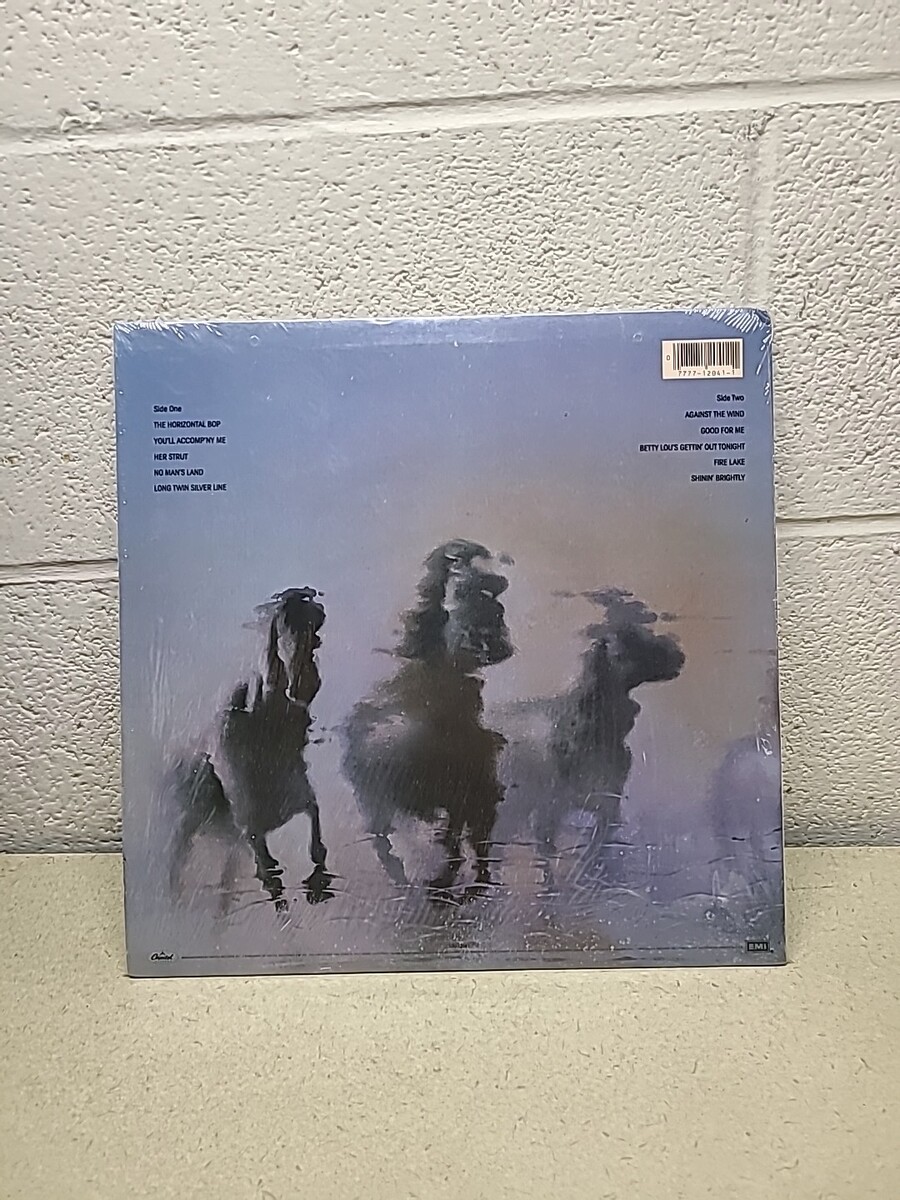 0 7777-12041-1
Side One
THE HORIZONTAL BOP
YOU'LL ACCOMP'NY ME
HER STRUT
NO MAN'S LAND
LONG TWIN SILVER LINE
Side Two
AGAINST THE WIND
GOOD FOR ME
BETTY LOU'S GETTIN' OUT TONIGHT
FIRE LAKE
SHININ' BRIGHTLY
Capitol
EMI